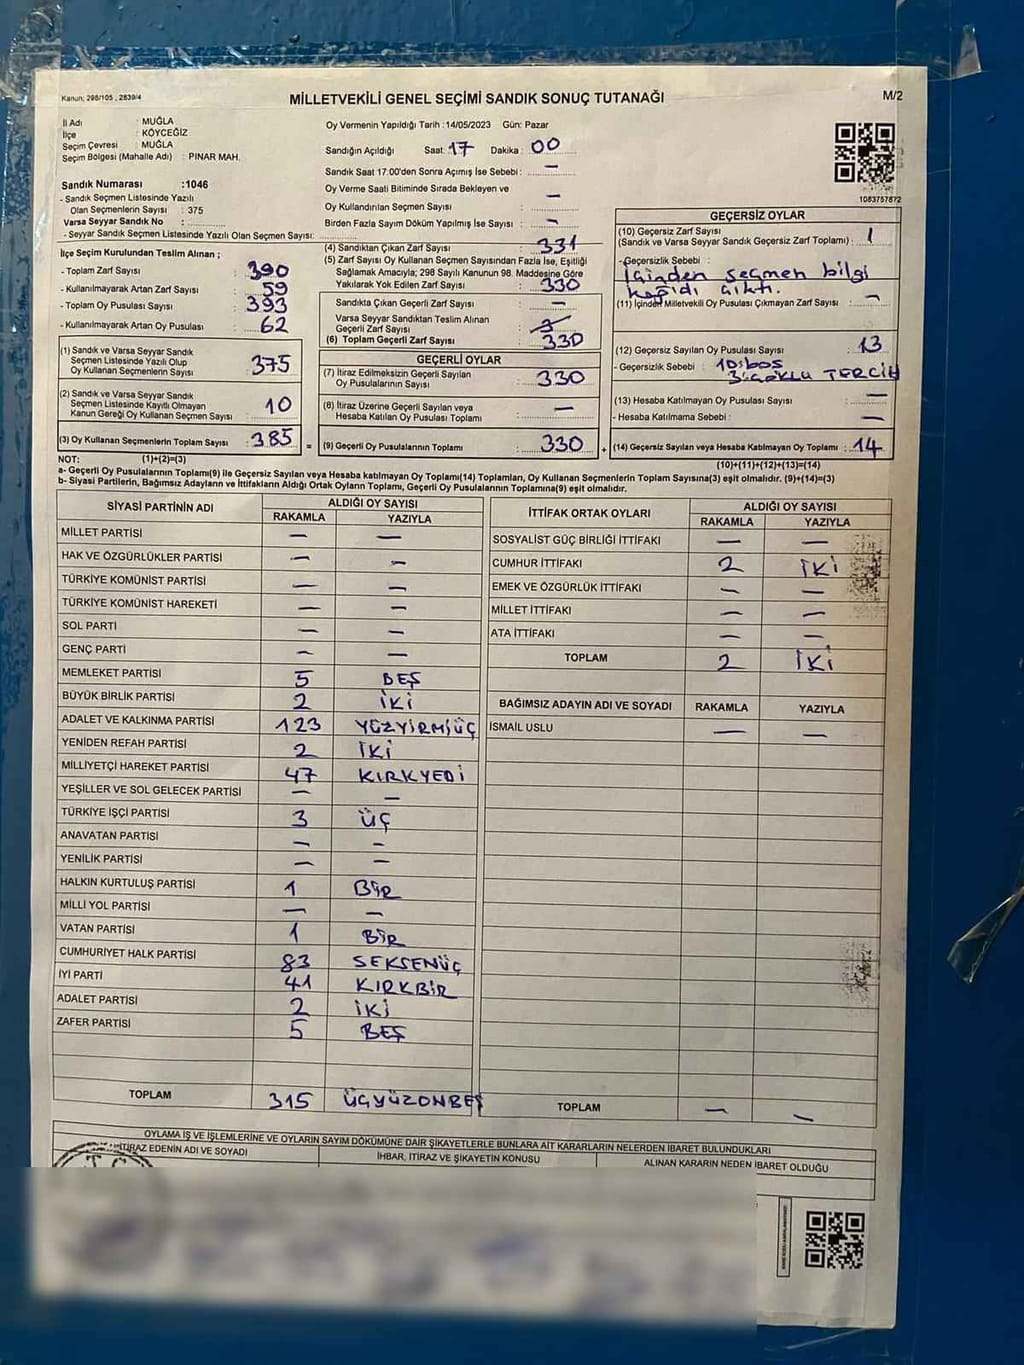 Kanun: 298/105 , 2839/4
MİLLETVEKİLİ GENEL SEÇİMİ SANDIK SONUÇ TUTANAĞI
M/2
İl Adı : MUĞLA
İlçe : KÖYCEĞİZ
Seçim Çevresi : MUĞLA
Seçim Bölgesi (Mahalle Adı) : PINAR MAH.
Oy Vermenin Yapıldığı Tarih :14/05/2023 Gün: Pazar
Sandığın Açıldığı Saat: 17 Dakika : 00
Sandık Saat 17:00'den Sonra Açımış İse Sebebi : —
Oy Verme Saati Bitiminde Sırada Bekleyen ve
Oy Kullandırılan Seçmen Sayısı : —
Birden Fazla Sayım Döküm Yapılmış İse Sayısı : —
1083757872
Sandık Numarası :1046
- Sandık Seçmen Listesinde Yazılı
Olan Seçmenlerin Sayısı : 375
Varsa Seyyar Sandık No :
- Seyyar Sandık Seçmen Listesinde Yazılı Olan Seçmen Sayısı:
İlçe Seçim Kurulundan Teslim Alınan ;
- Toplam Zarf Sayısı : 390
- Kullanılmayarak Artan Zarf Sayısı : 59
- Toplam Oy Pusulası Sayısı : 393
- Kullanılmayarak Artan Oy Pusulası : 62
(1) Sandık ve Varsa Seyyar Sandık
Seçmen Listesinde Yazılı Olup
Oy Kullanan Seçmenlerin Sayısı : 375
(2) Sandık ve Varsa Seyyar Sandık
Seçmen Listesinde Kayıtlı Olmayan
Kanun Gereği Oy Kullanan Seçmen Sayısı : 10
(3) Oy Kullanan Seçmenlerin Toplam Sayısı : 385 =
(4) Sandıktan Çıkan Zarf Sayısı : 331
(5) Zarf Sayısı Oy Kullanan Seçmen Sayısından Fazla İse, Eşitliği
Sağlamak Amacıyla; 298 Sayılı Kanunun 98. Maddesine Göre
Yakılarak Yok Edilen Zarf Sayısı : 330
Sandıkta Çıkan Geçerli Zarf Sayısı : —
Varsa Seyyar Sandıktan Teslim Alınan
Geçerli Zarf Sayısı :
(6) Toplam Geçerli Zarf Sayısı : 330
GEÇERLİ OYLAR
(7) İtiraz Edilmeksizin Geçerli Sayılan
Oy Pusulalarının Sayısı : 330
(8) İtiraz Üzerine Geçerli Sayılan veya
Hesaba Katılan Oy Pusulası Toplamı : —
(9) Geçerli Oy Pusulalarının Toplamı : 330 +
GEÇERSİZ OYLAR
(10) Geçersiz Zarf Sayısı
(Sandık ve Varsa Seyyar Sandık Geçersiz Zarf Toplamı) : 1
-Geçersizlik Sebebi :
İçinden seçmen bilgi
kağıdı çıktı.
(11) İçinden Milletvekili Oy Pusulası Çıkmayan Zarf Sayısı : —
(12) Geçersiz Sayılan Oy Pusulası Sayısı : 13
- Geçersizlik Sebebi : 10:boş
3:ÇOKLU TERCİH
(13) Hesaba Katılmayan Oy Pusulası Sayısı : —
- Hesaba Katılmama Sebebi : —
(14) Geçersiz Sayılan veya Hesaba Katılmayan Oy Toplamı : 14
NOT: (1)+(2)=(3) (10)+(11)+(12)+(13)=(14)
a- Geçerli Oy Pusulalarının Toplamı(9) ile Geçersiz Sayılan veya Hesaba katılmayan Oy Toplamı(14) Toplamları, Oy Kullanan Seçmenlerin Toplam Sayısına(3) eşit olmalıdır. (9)+(14)=(3)
b- Siyasi Partilerin, Bağımsız Adayların ve İttifakların Aldığı Ortak Oyların Toplamı, Geçerli Oy Pusulalarının Toplamına(9) eşit olmalıdır.
SİYASİ PARTİNİN ADI ALDIĞI OY SAYISI
RAKAMLA YAZIYLA
MİLLET PARTİSİ — —
HAK VE ÖZGÜRLÜKLER PARTİSİ — —
TÜRKİYE KOMÜNİST PARTİSİ — —
TÜRKİYE KOMÜNİST HAREKETİ — —
SOL PARTİ — —
GENÇ PARTİ — —
MEMLEKET PARTİSİ 5 BEŞ
BÜYÜK BİRLİK PARTİSİ 2 İKİ
ADALET VE KALKINMA PARTİSİ 123 YÜZYİRMİÜÇ
YENİDEN REFAH PARTİSİ 2 İKİ
MİLLİYETÇİ HAREKET PARTİSİ 47 KIRKYEDİ
YEŞİLLER VE SOL GELECEK PARTİSİ — —
TÜRKİYE İŞÇİ PARTİSİ 3 ÜÇ
ANAVATAN PARTİSİ — —
YENİLİK PARTİSİ — —
HALKIN KURTULUŞ PARTİSİ 1 BİR
MİLLİ YOL PARTİSİ — —
VATAN PARTİSİ 1 BİR
CUMHURİYET HALK PARTİSİ 83 SEKSENÜÇ
İYİ PARTİ 41 KIRKBİR
ADALET PARTİSİ 2 İKİ
ZAFER PARTİSİ 5 BEŞ
TOPLAM 315 ÜÇYÜZONBEŞ
İTTİFAK ORTAK OYLARI ALDIĞI OY SAYISI
RAKAMLA YAZIYLA
SOSYALİST GÜÇ BİRLİĞİ İTTİFAKI — —
CUMHUR İTTİFAKI 2 İKİ
EMEK VE ÖZGÜRLÜK İTTİFAKI — —
MİLLET İTTİFAKI — —
ATA İTTİFAKI — —
TOPLAM 2 İKİ
BAĞIMSIZ ADAYIN ADI VE SOYADI RAKAMLA YAZIYLA
İSMAİL USLU — —
TOPLAM — —
OYLAMA İŞ VE İŞLEMLERİNE VE OYLARIN SAYIM DÖKÜMÜNE DAİR ŞİKAYETLERLE BUNLARA AİT KARARLARIN NELERDEN İBARET BULUNDUKLARI
İTİRAZ EDENİN ADI VE SOYADI İHBAR, İTİRAZ VE ŞİKAYETİN KONUSU ALINAN KARARIN NEDEN İBARET OLDUĞU
T.C.